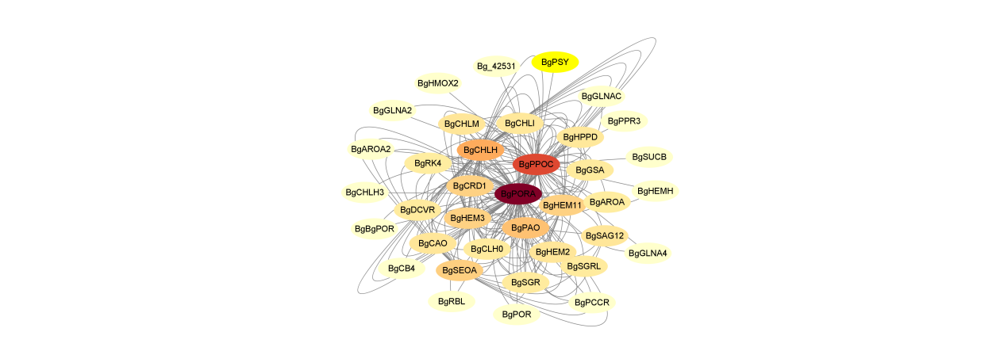 BgPSY
Bg_42531
BgHMOX2
BgGLNAC
BgGLNA2
BgPPR3
BgCHLM
BgCHLI
BgHPPD
BgAROA2
BgCHLH
BgSUCB
BgRK4
BgPPOC
BgGSA
BgCRD1
BgCHLH3
BgPORA
BgHEMH
BgHEM11
BgAROA
BgDCVR
BgHEM3
BgBgPOR
BgPAO
BgSAG12
BgCAO
BgCLH0
BgHEM2
BgGLNA4
BgCB4
BgSEOA
BgSGRL
BgSGR
BgRBL
BgPCCR
BgPOR